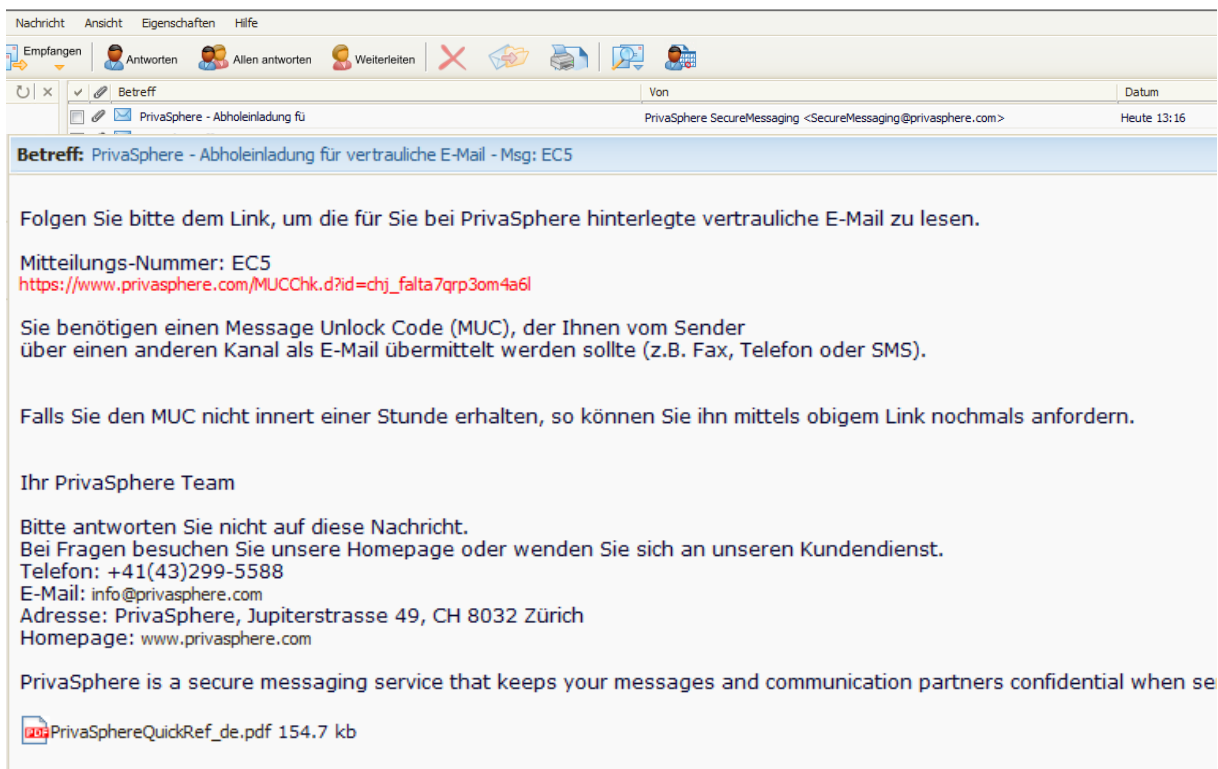 Nachricht Ansicht Eigenschaften Hilfe
Empfangen Antworten Allen antworten Weiterleiten
Betreff Von Datum
PrivaSphere - Abholeinladung fü PrivaSphere SecureMessaging <SecureMessaging@privasphere.com> Heute 13:16
Betreff: PrivaSphere - Abholeinladung für vertrauliche E-Mail - Msg: EC5
Folgen Sie bitte dem Link, um die für Sie bei PrivaSphere hinterlegte vertrauliche E-Mail zu lesen.
Mitteilungs-Nummer: EC5
https://www.privasphere.com/MUCChk.d?id=chj_falta7qrp3om4a6l
Sie benötigen einen Message Unlock Code (MUC), der Ihnen vom Sender
über einen anderen Kanal als E-Mail übermittelt werden sollte (z.B. Fax, Telefon oder SMS).
Falls Sie den MUC nicht innert einer Stunde erhalten, so können Sie ihn mittels obigem Link nochmals anfordern.
Ihr PrivaSphere Team
Bitte antworten Sie nicht auf diese Nachricht.
Bei Fragen besuchen Sie unsere Homepage oder wenden Sie sich an unseren Kundendienst.
Telefon: +41(43)299-5588
E-Mail: info@privasphere.com
Adresse: PrivaSphere, Jupiterstrasse 49, CH 8032 Zürich
Homepage: www.privasphere.com
PrivaSphere is a secure messaging service that keeps your messages and communication partners confidential when se
PDF PrivaSphereQuickRef_de.pdf 154.7 kb